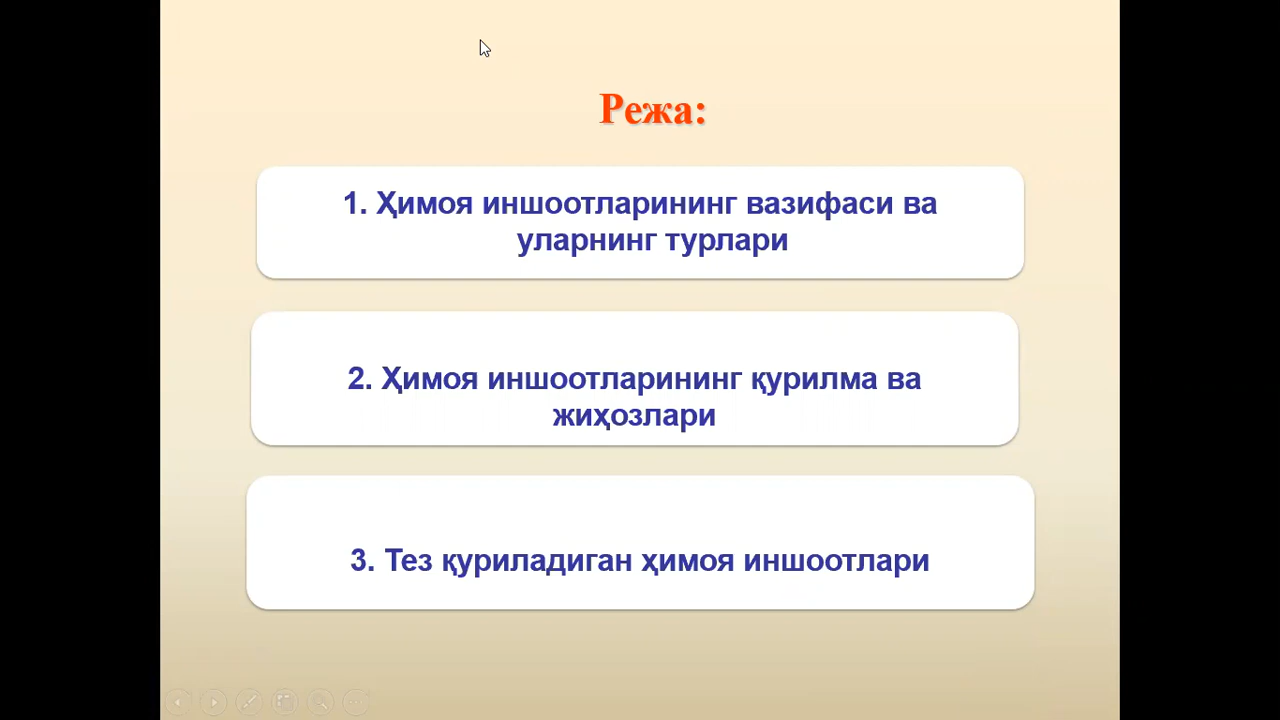 Режа:
1. Ҳимоя иншоотларининг вазифаси ва
уларнинг турлари
2. Ҳимоя иншоотларининг қурилма ва
жиҳозлари
3. Тез қуриладиган ҳимоя иншоотлари